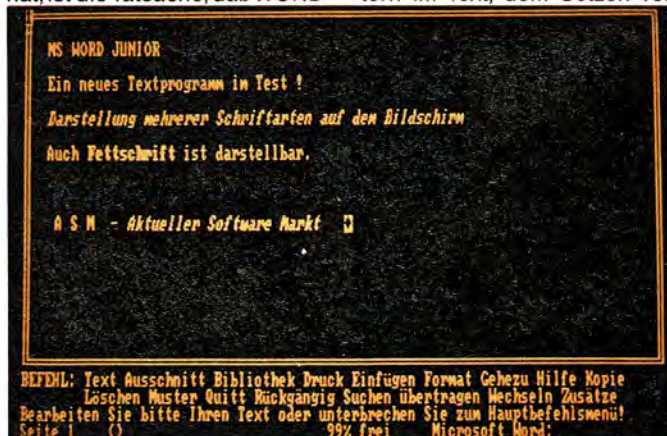 MS WORD JUNIOR
Ein neues Textprogramm im Test !
Darstellung mehrerer Schriftarten auf dem Bildschirm
Auch Fettschrift ist darstellbar.
A S M - Aktueller Software Markt
BEFEHL: Text Ausschnitt Bibliothek Druck Einfügen Format Gehezu Hilfe Kopie
Löschen Muster Quitt Rückgängig Suchen übertragen Wechseln Zusätze
Bearbeiten Sie bitte Ihren Text oder unterbrechen Sie zum Hauptbefehlsmenü!
Seite 1 {} 99% frei Microsoft Word: